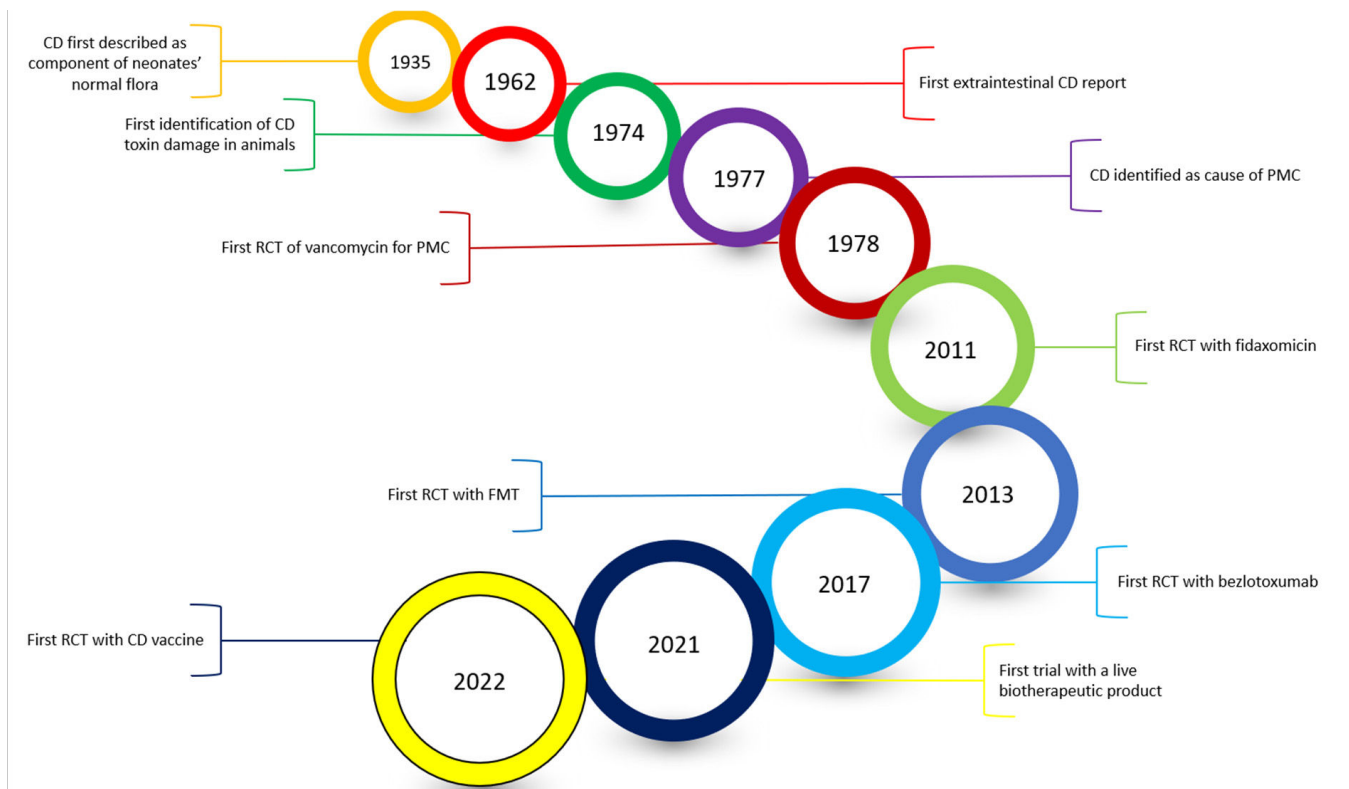 CD first described as
component of neonates’
normal flora
1935
1962
First extraintestinal CD report
First identification of CD
toxin damage in animals
1974
1977
CD identified as cause of PMC
First RCT of vancomycin for PMC
1978
2011
First RCT with fidaxomicin
First RCT with FMT
2013
2017
First RCT with bezlotoxumab
First RCT with CD vaccine
2021
2022
First trial with a live
biotherapeutic product